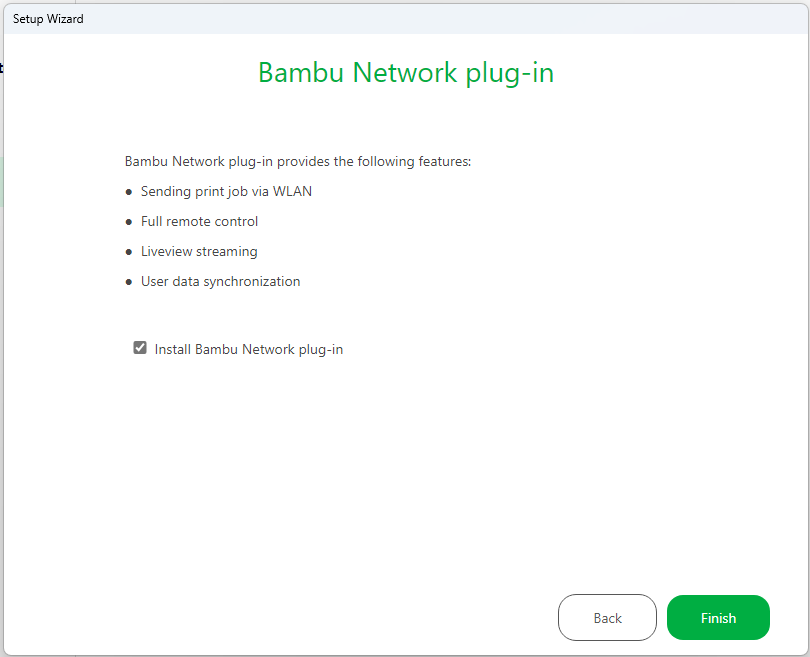 Setup Wizard
Bambu Network plug-in
Bambu Network plug-in provides the following features:
● Sending print job via WLAN
● Full remote control
● Liveview streaming
● User data synchronization
Install Bambu Network plug-in
Back
Finish